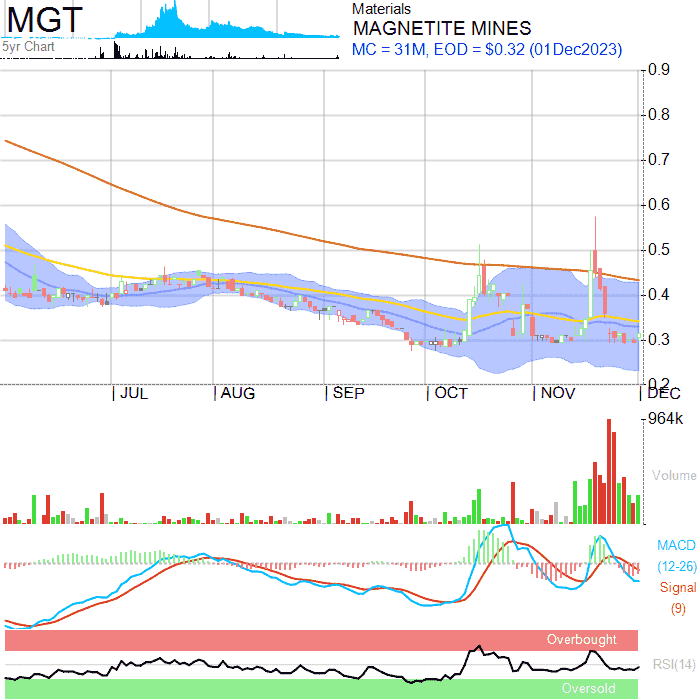 MGT
5yr Chart
Materials
MAGNETITE MINES
MC = 31M, EOD = $0.32 (01Dec2023)
0.9
0.8
0.7
0.6
0.5
0.4
0.3
0.2
JUL AUG SEP OCT NOV DEC
964k
Volume
MACD
(12-26)
Signal
(9)
Overbought
RSI(14)
Oversold